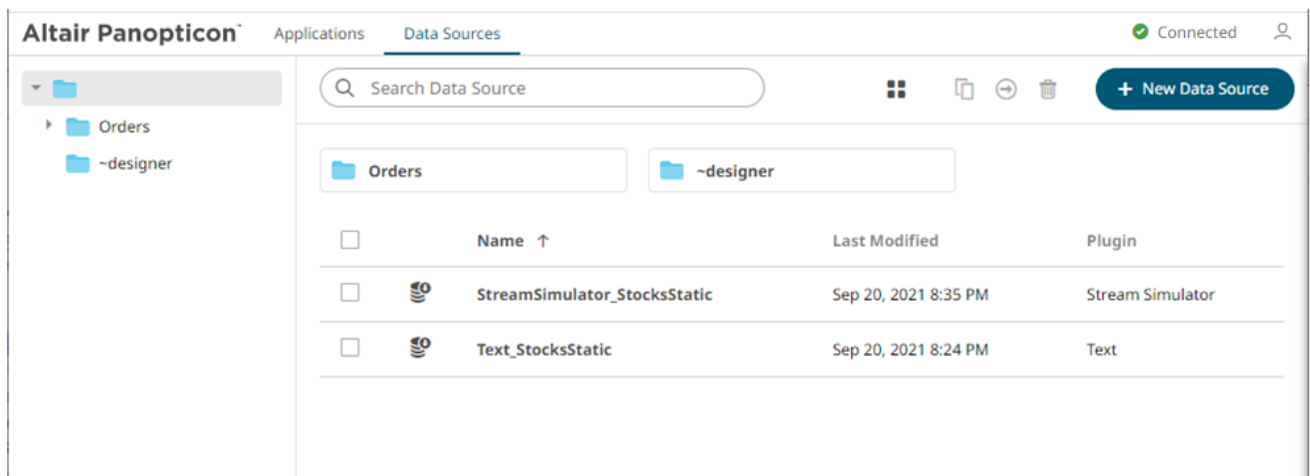 Altair Panopticon™ Applications Data Sources Connected
Search Data Source + New Data Source
Orders
~designer
Orders ~designer
Name ↑ Last Modified Plugin
StreamSimulator_StocksStatic Sep 20, 2021 8:35 PM Stream Simulator
Text_StocksStatic Sep 20, 2021 8:24 PM Text